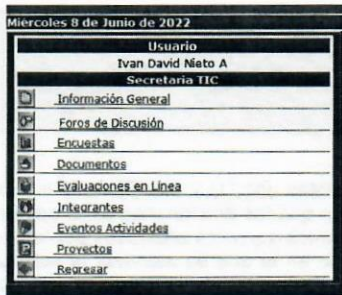 Miércoles 8 de Junio de 2022
Usuario
Ivan David Nieto A
Secretaria TIC
Información General
Foros de Discusión
Encuestas
Documentos
Evaluaciones en Línea
Integrantes
Eventos Actividades
Proyectos
Regresar